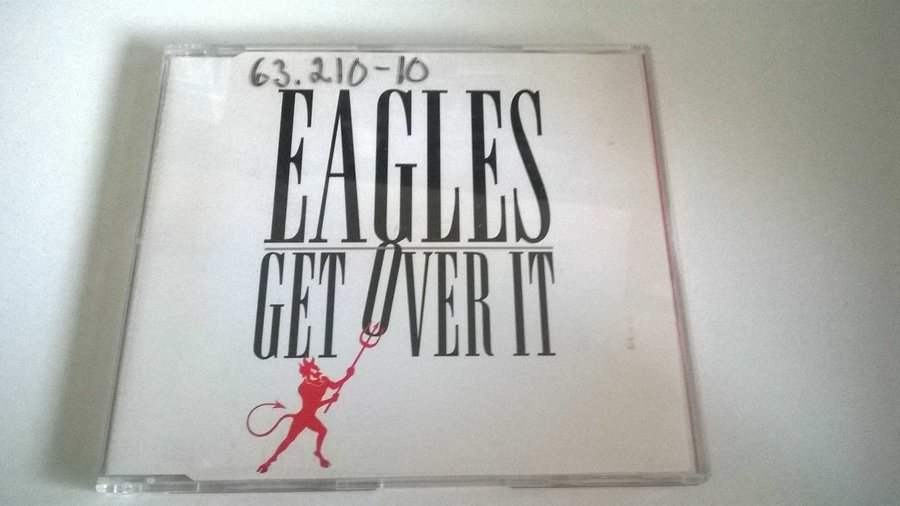 63.210-10
EAGLES
GET OVER IT